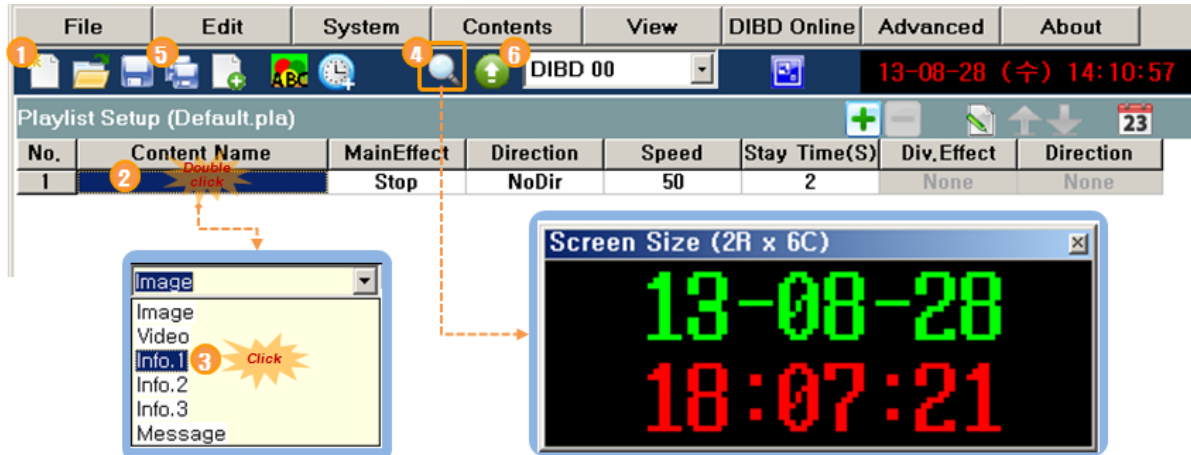 File Edit System Contents View DIBD Online Advanced About
1 5 4 6
ABC DIBD 00 13-08-28 (수) 14:10:57
Playlist Setup (Default.pla) 23
No. Content Name MainEffect Direction Speed Stay Time(S) Div.Effect Direction
1 2 Double click Stop NoDir 50 2 None None
Image
Image
Video
Info.1 3 Click
Info.2
Info.3
Message
Screen Size (2R x 6C)
13-08-28
18:07:21